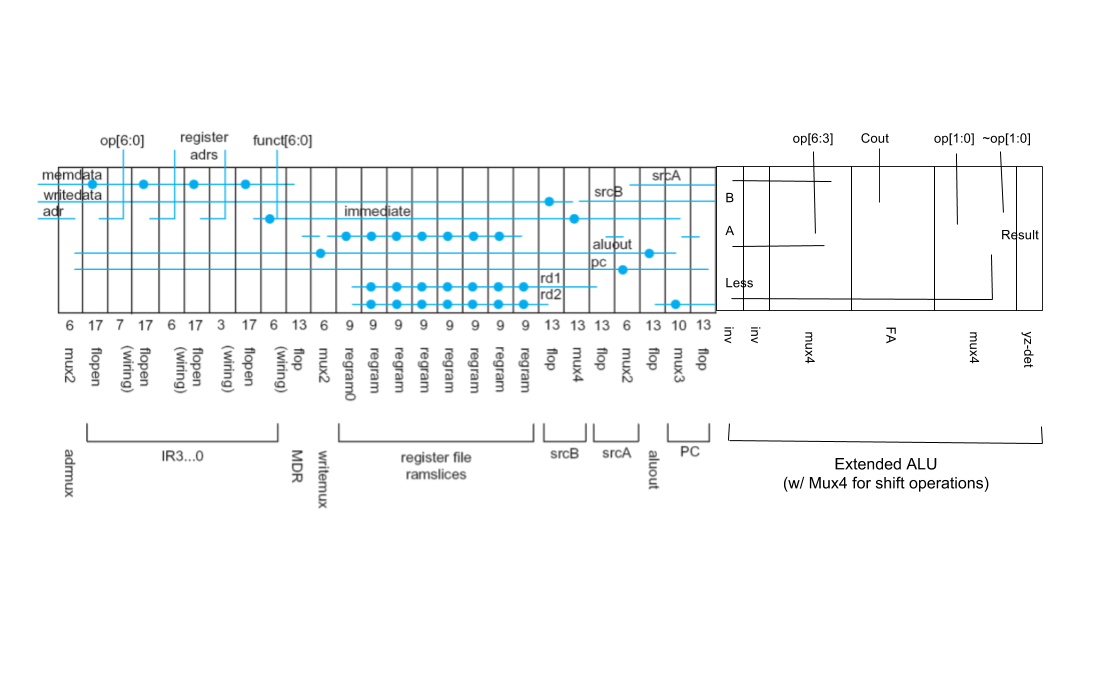 op[6:0]
register
adrs
funct[6:0]
op[6:3]
Cout
op[1:0]
~op[1:0]
memdata
writedata
adr
immediate
srcA
srcB
aluout
pc
rd1
rd2
B
A
Less
Result
6 17 7 17 6 17 3 17 6 13 6 9 9 9 9 9 9 9 9 13 13 13 6 13 10 13
mux2
flopen
(wiring)
flopen
(wiring)
flopen
(wiring)
flopen
(wiring)
flop
mux2
regram0
regram
regram
regram
regram
regram
regram
regram
flop
mux4
flop
mux2
flop
mux3
flop
inv
inv
mux4
FA
mux4
yz-det
adrmux
IR3...0
MDR
writemux
register file
ramslices
srcB
srcA
aluout
PC
Extended ALU
(w/ Mux4 for shift operations)